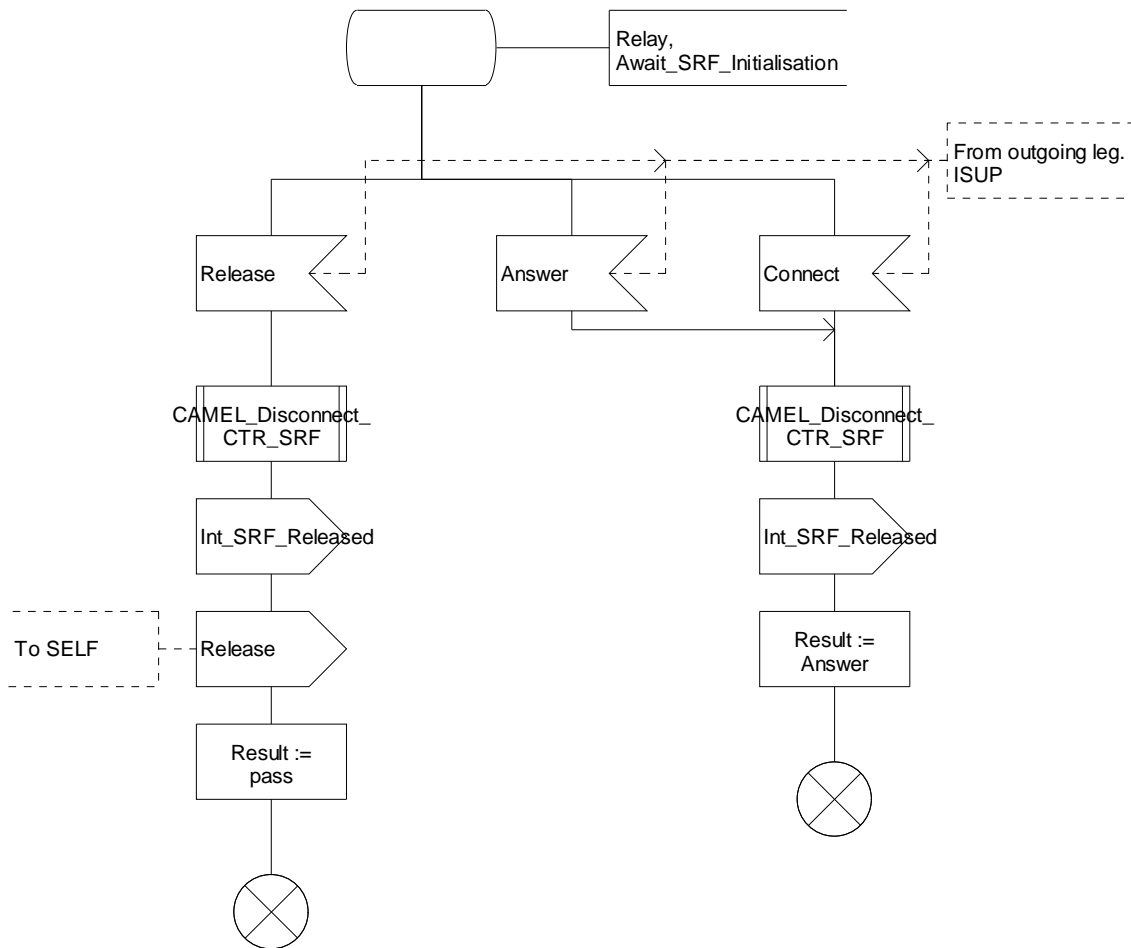 Relay,
Await_SRF_Initialisation
From outgoing leg.
ISUP
Release
Answer
Connect
CAMEL_Disconnect_
CTR_SRF
CAMEL_Disconnect_
CTR_SRF
Int_SRF_Released
Int_SRF_Released
To SELF
Release
Result :=
Answer
Result :=
pass